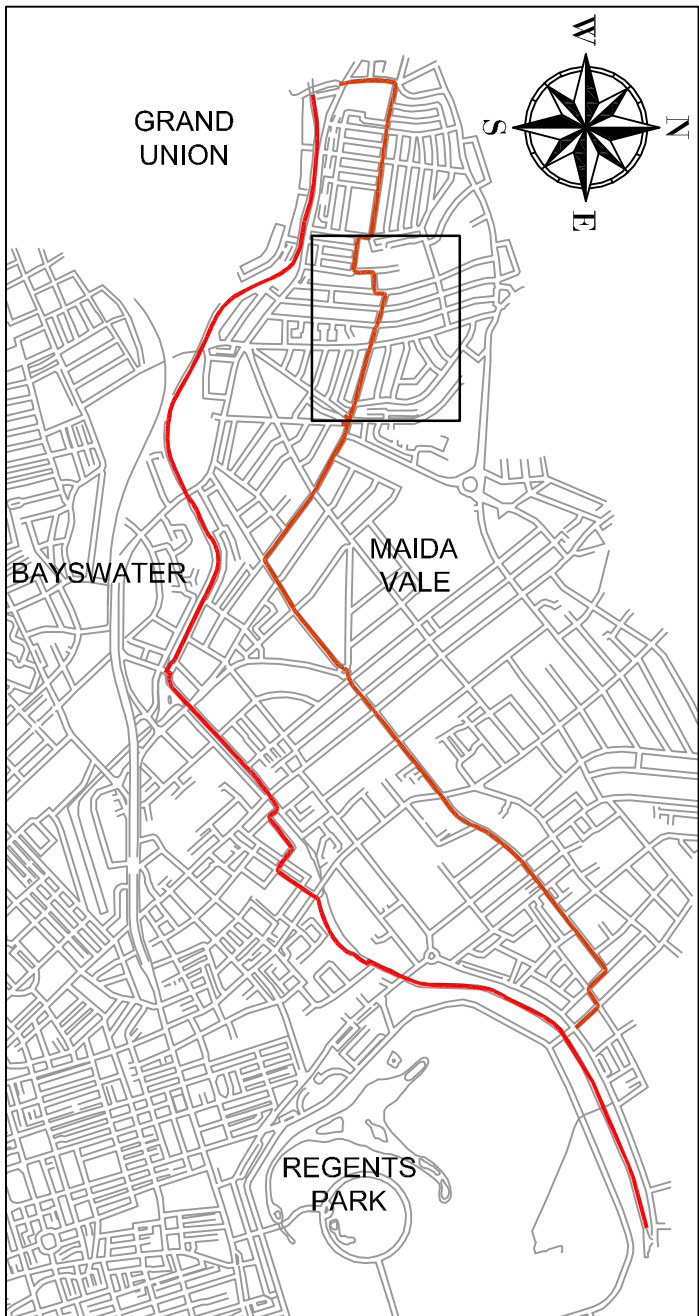 W
N
S
E
GRAND
UNION
MAIDA
VALE
BAYSWATER
REGENTS
PARK